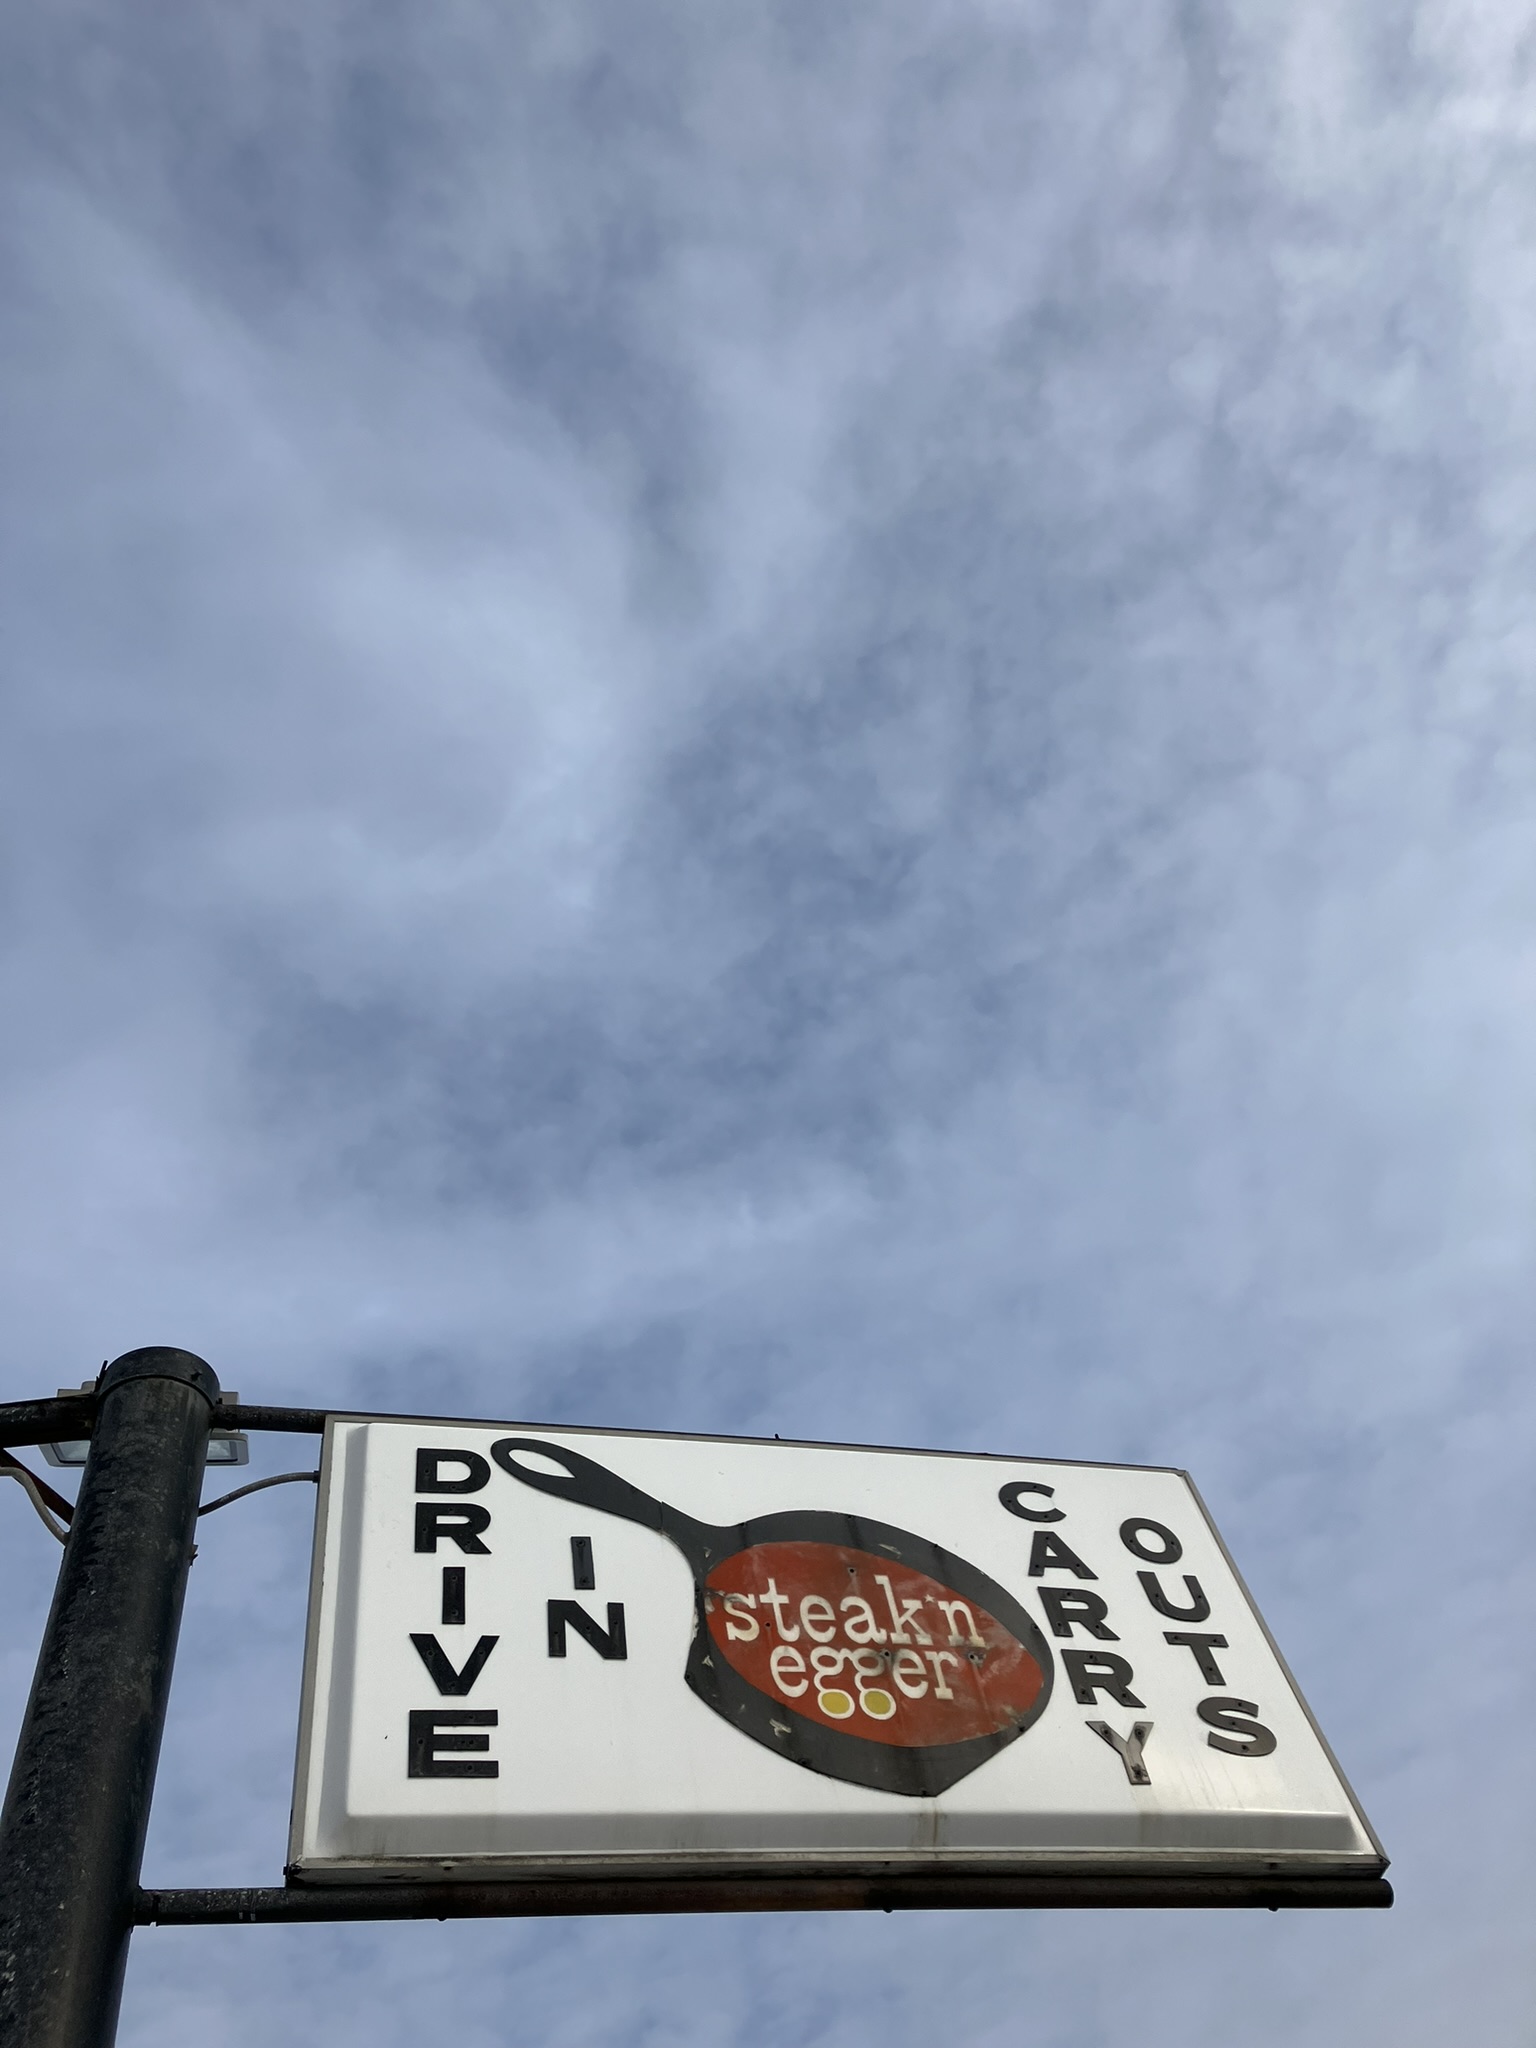 DRIVE
IN
steak'n
egger
CARRY
OUTS